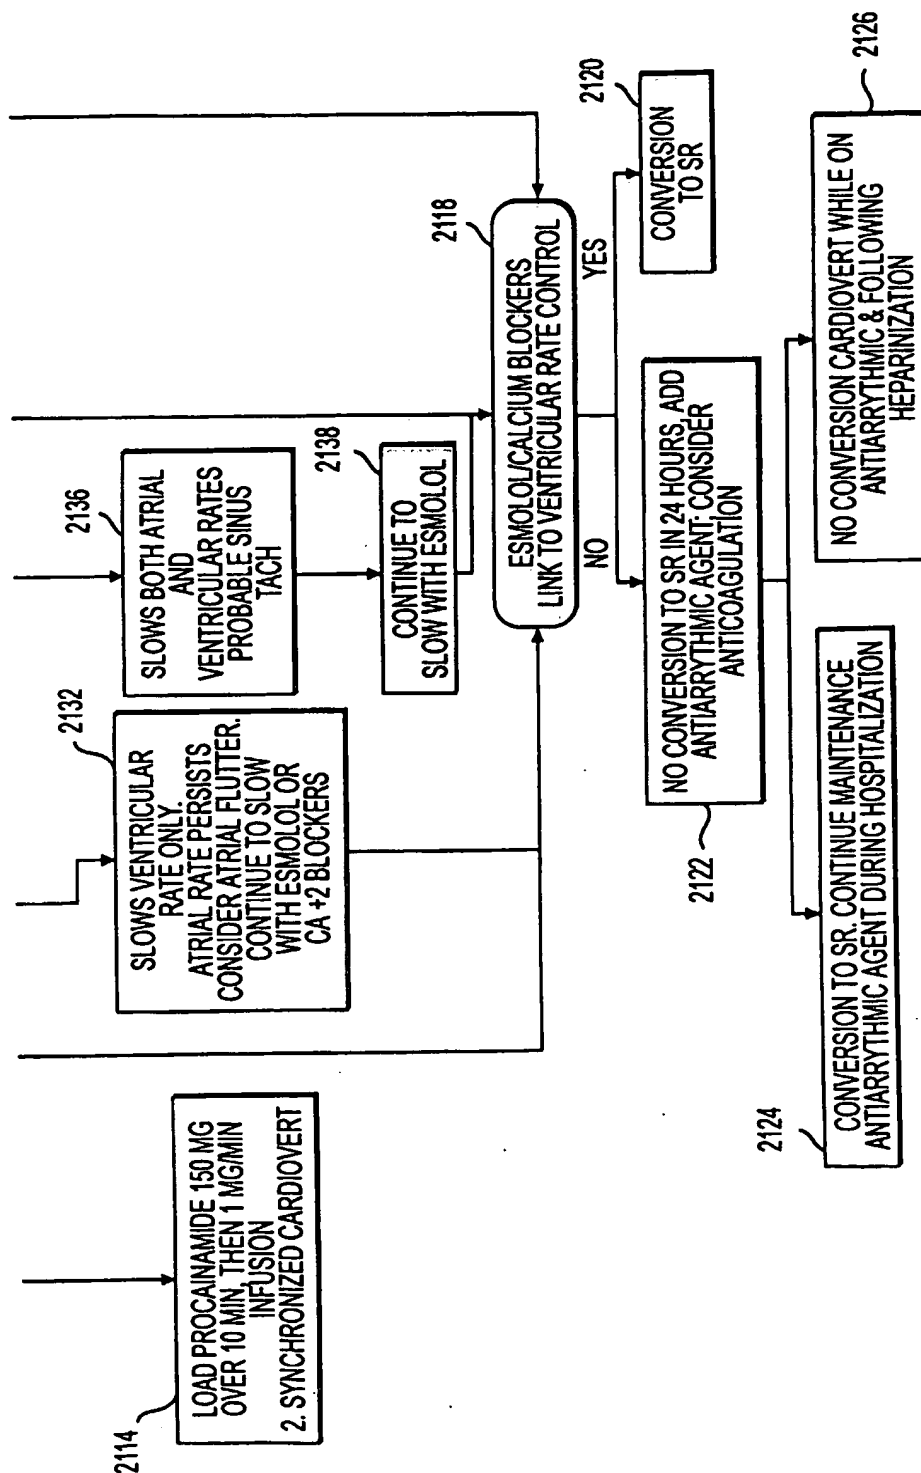 2114
LOAD PROCAINAMIDE 150 MG
OVER 10 MIN, THEN 1 MG/MIN
INFUSION
2. SYNCHRONIZED CARDIOVERT
2132
SLOWS VENTRICULAR
RATE ONLY.
ATRIAL RATE PERSISTS
CONSIDER ATRIAL FLUTTER.
CONTINUE TO SLOW
WITH ESMOLOL OR
CA +2 BLOCKERS
2136
SLOWS BOTH ATRIAL
AND
VENTRICULAR RATES
PROBABLE SINUS
TACH
2138
CONTINUE TO
SLOW WITH ESMOLOL
2118
ESMOLOL/CALCIUM BLOCKERS
LINK TO VENTRICULAR RATE CONTROL
NO
YES
2120
CONVERSION
TO SR
2122
NO CONVERSION TO SR IN 24 HOURS, ADD
ANTIARRYTHMIC AGENT; CONSIDER
ANTICOAGULATION
2124
CONVERSION TO SR. CONTINUE MAINTENANCE
ANTIARRYTHMIC AGENT DURING HOSPITALIZATION
2126
NO CONVERSION CARDIOVERT WHILE ON
ANTIARRYTHMIC & FOLLOWING
HEPARINIZATION